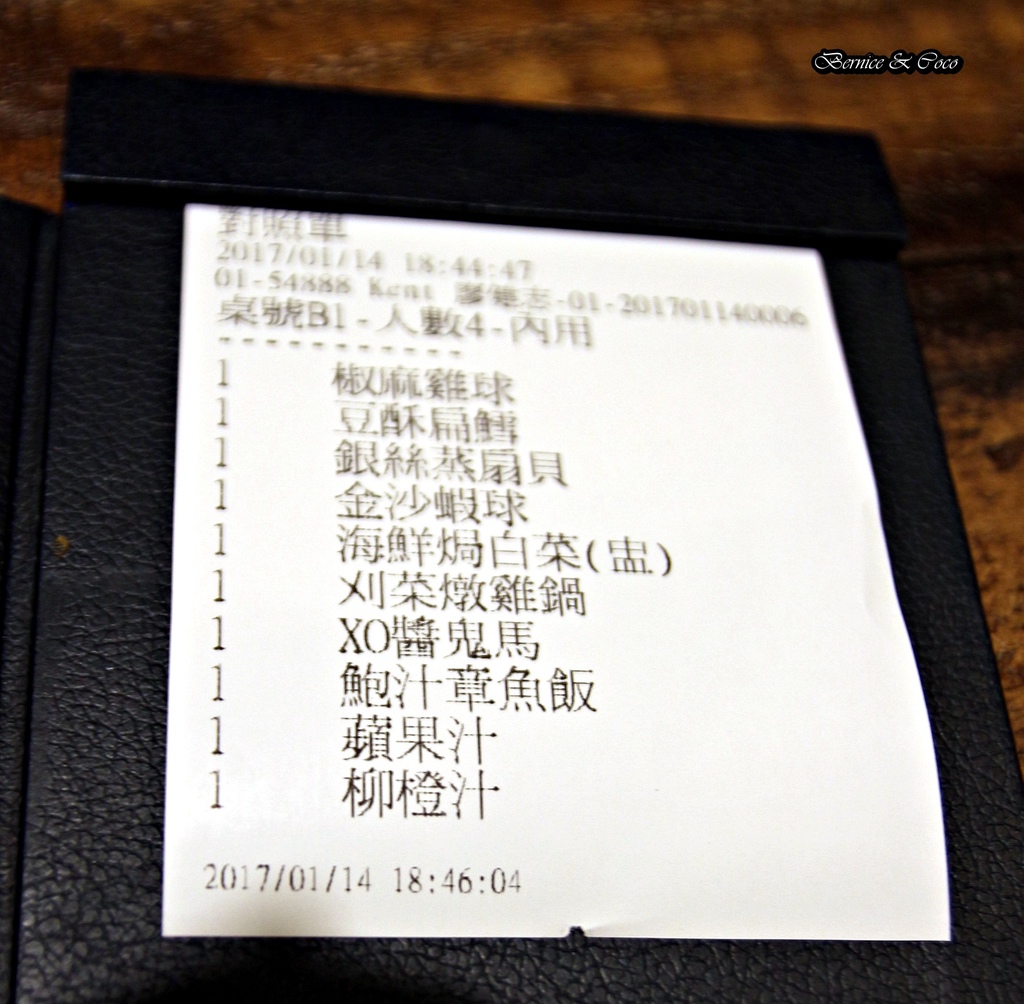 Bernice & Coco
對照單
2017/01/14 18:44:47
01-54888 Kent 廖健志-01-201701140006
桌號B1-人數4-內用
-----------
1 椒麻雞球
1 豆酥扁鱈
1 銀絲蒸扇貝
1 金沙蝦球
1 海鮮焗白菜(盅)
1 刈菜燉雞鍋
1 XO醬鬼馬
1 鮑汁章魚飯
1 蘋果汁
1 柳橙汁
2017/01/14 18:46:04